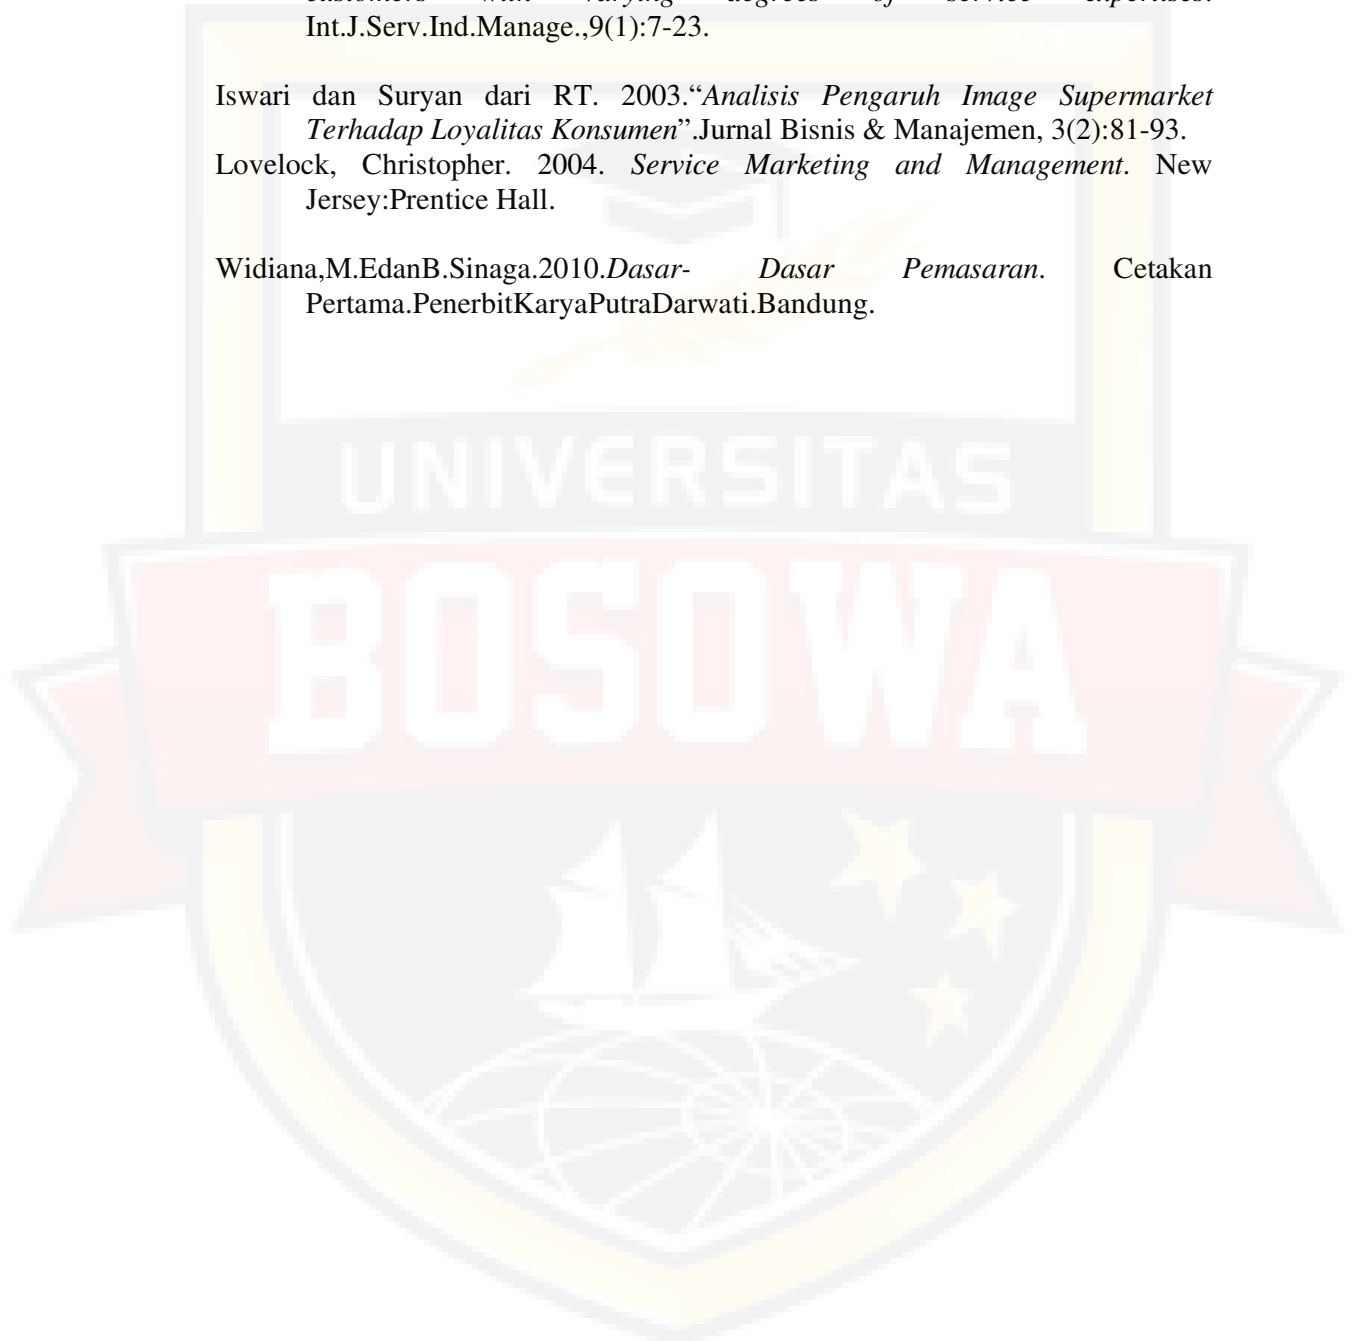 customers with varying degrees of service expertises.
Int.J.Serv.Ind.Manage.,9(1):7-23.
Iswari dan Suryan dari RT. 2003.“Analisis Pengaruh Image Supermarket
Terhadap Loyalitas Konsumen”.Jurnal Bisnis & Manajemen, 3(2):81-93.
Lovelock, Christopher. 2004. Service Marketing and Management. New
Jersey:Prentice Hall.
Widiana,M.EdanB.Sinaga.2010.Dasar- Dasar Pemasaran. Cetakan
Pertama.PenerbitKaryaPutraDarwati.Bandung.
UNIVERSITAS
BOSOWA